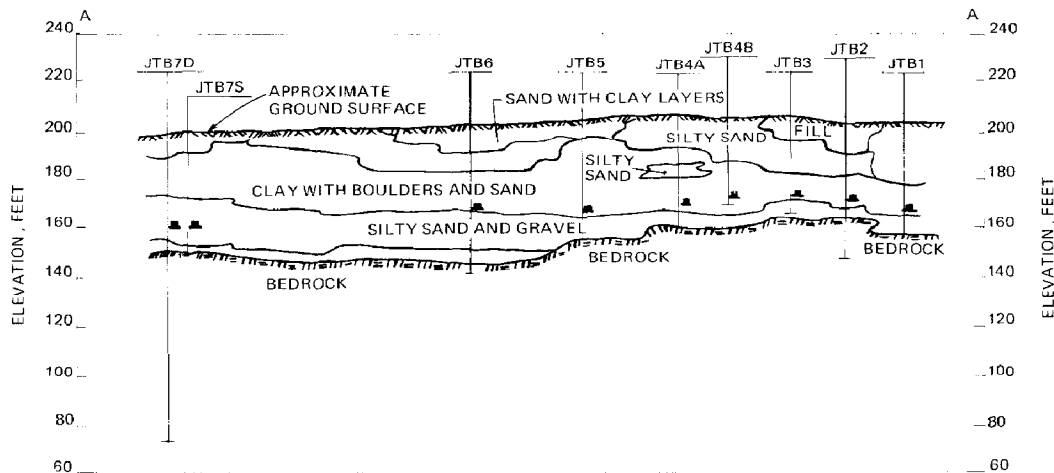 A A
240 240
JTB7D JTB6 JTB5 JTB4A JTB4B JTB3 JTB2 JTB1
220 JTB7S 220
APPROXIMATE
GROUND SURFACE
SAND WITH CLAY LAYERS
200 SILTY SAND FILL 200
SILTY
SAND
180 180
CLAY WITH BOULDERS AND SAND
160 SILTY SAND AND GRAVEL 160
BEDROCK BEDROCK BEDROCK
140 140
120 120
100 100
80 80
60 60
ELEVATION, FEET
ELEVATION, FEET